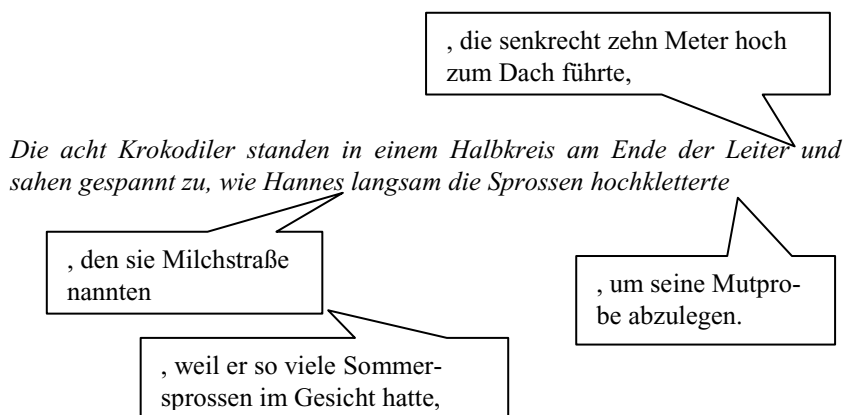 , die senkrecht zehn Meter hoch
zum Dach führte,
Die acht Krokodiler standen in einem Halbkreis am Ende der Leiter und
sahen gespannt zu, wie Hannes langsam die Sprossen hochkletterte
, den sie Milchstraße
nannten
, um seine Mutpro-
be abzulegen.
, weil er so viele Sommer-
sprossen im Gesicht hatte,